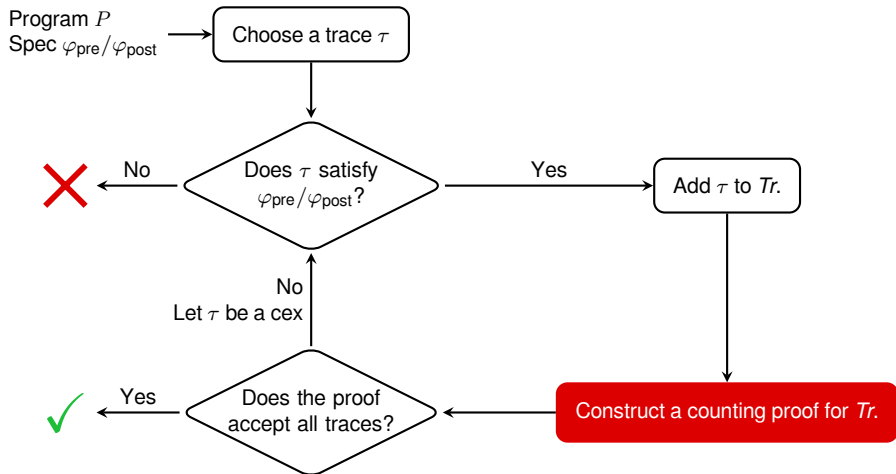 Program P
Spec φpre/φpost
Choose a trace τ
Does τ satisfy
φpre/φpost?
No
Yes
Add τ to Tr.
No
Let τ be a cex
Does the proof
accept all traces?
Yes
Construct a counting proof for Tr.